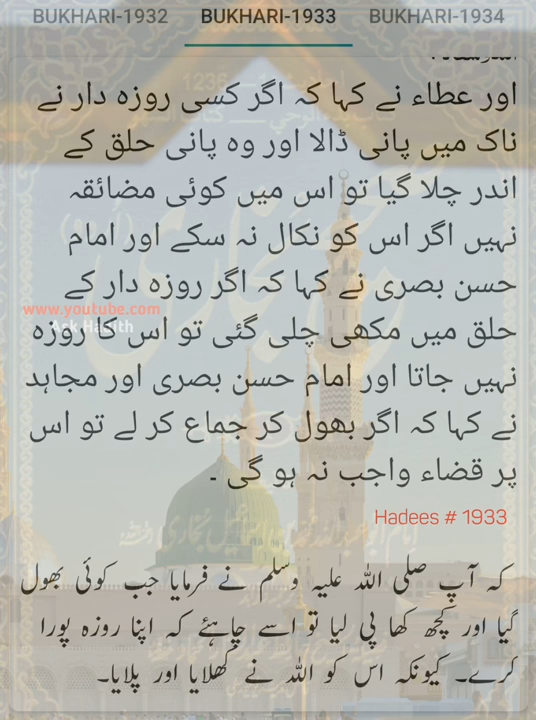 BUKHARI-1932 BUKHARI-1933 BUKHARI-1934
اور عطاء نے کہا کہ اگر کسی روزہ دار نے
ناک میں پانی ڈالا اور وہ پانی حلق کے
اندر چلا گیا تو اس میں کوئی مضائقہ
نہیں اگر اس کو نکال نہ سکے اور امام
حسن بصری نے کہا کہ اگر روزہ دار کے
www.youtube.com
Ask Hadith
حلق میں مکھی چلی گئی تو اس کا روزہ
نہیں جاتا اور امام حسن بصری اور مجاہد
نے کہا کہ اگر بھول کر جماع کر لے تو اس
پر قضاء واجب نہ ہو گی ۔
Hadees # 1933
کہ آپ صلی اللہ علیہ وسلم نے فرمایا جب کوئی بھول
گیا اور کچھ کھا پی لیا تو اسے چاہئے کہ اپنا روزہ پورا
کرے۔ کیونکہ اس کو اللہ نے کھلایا اور پلایا۔